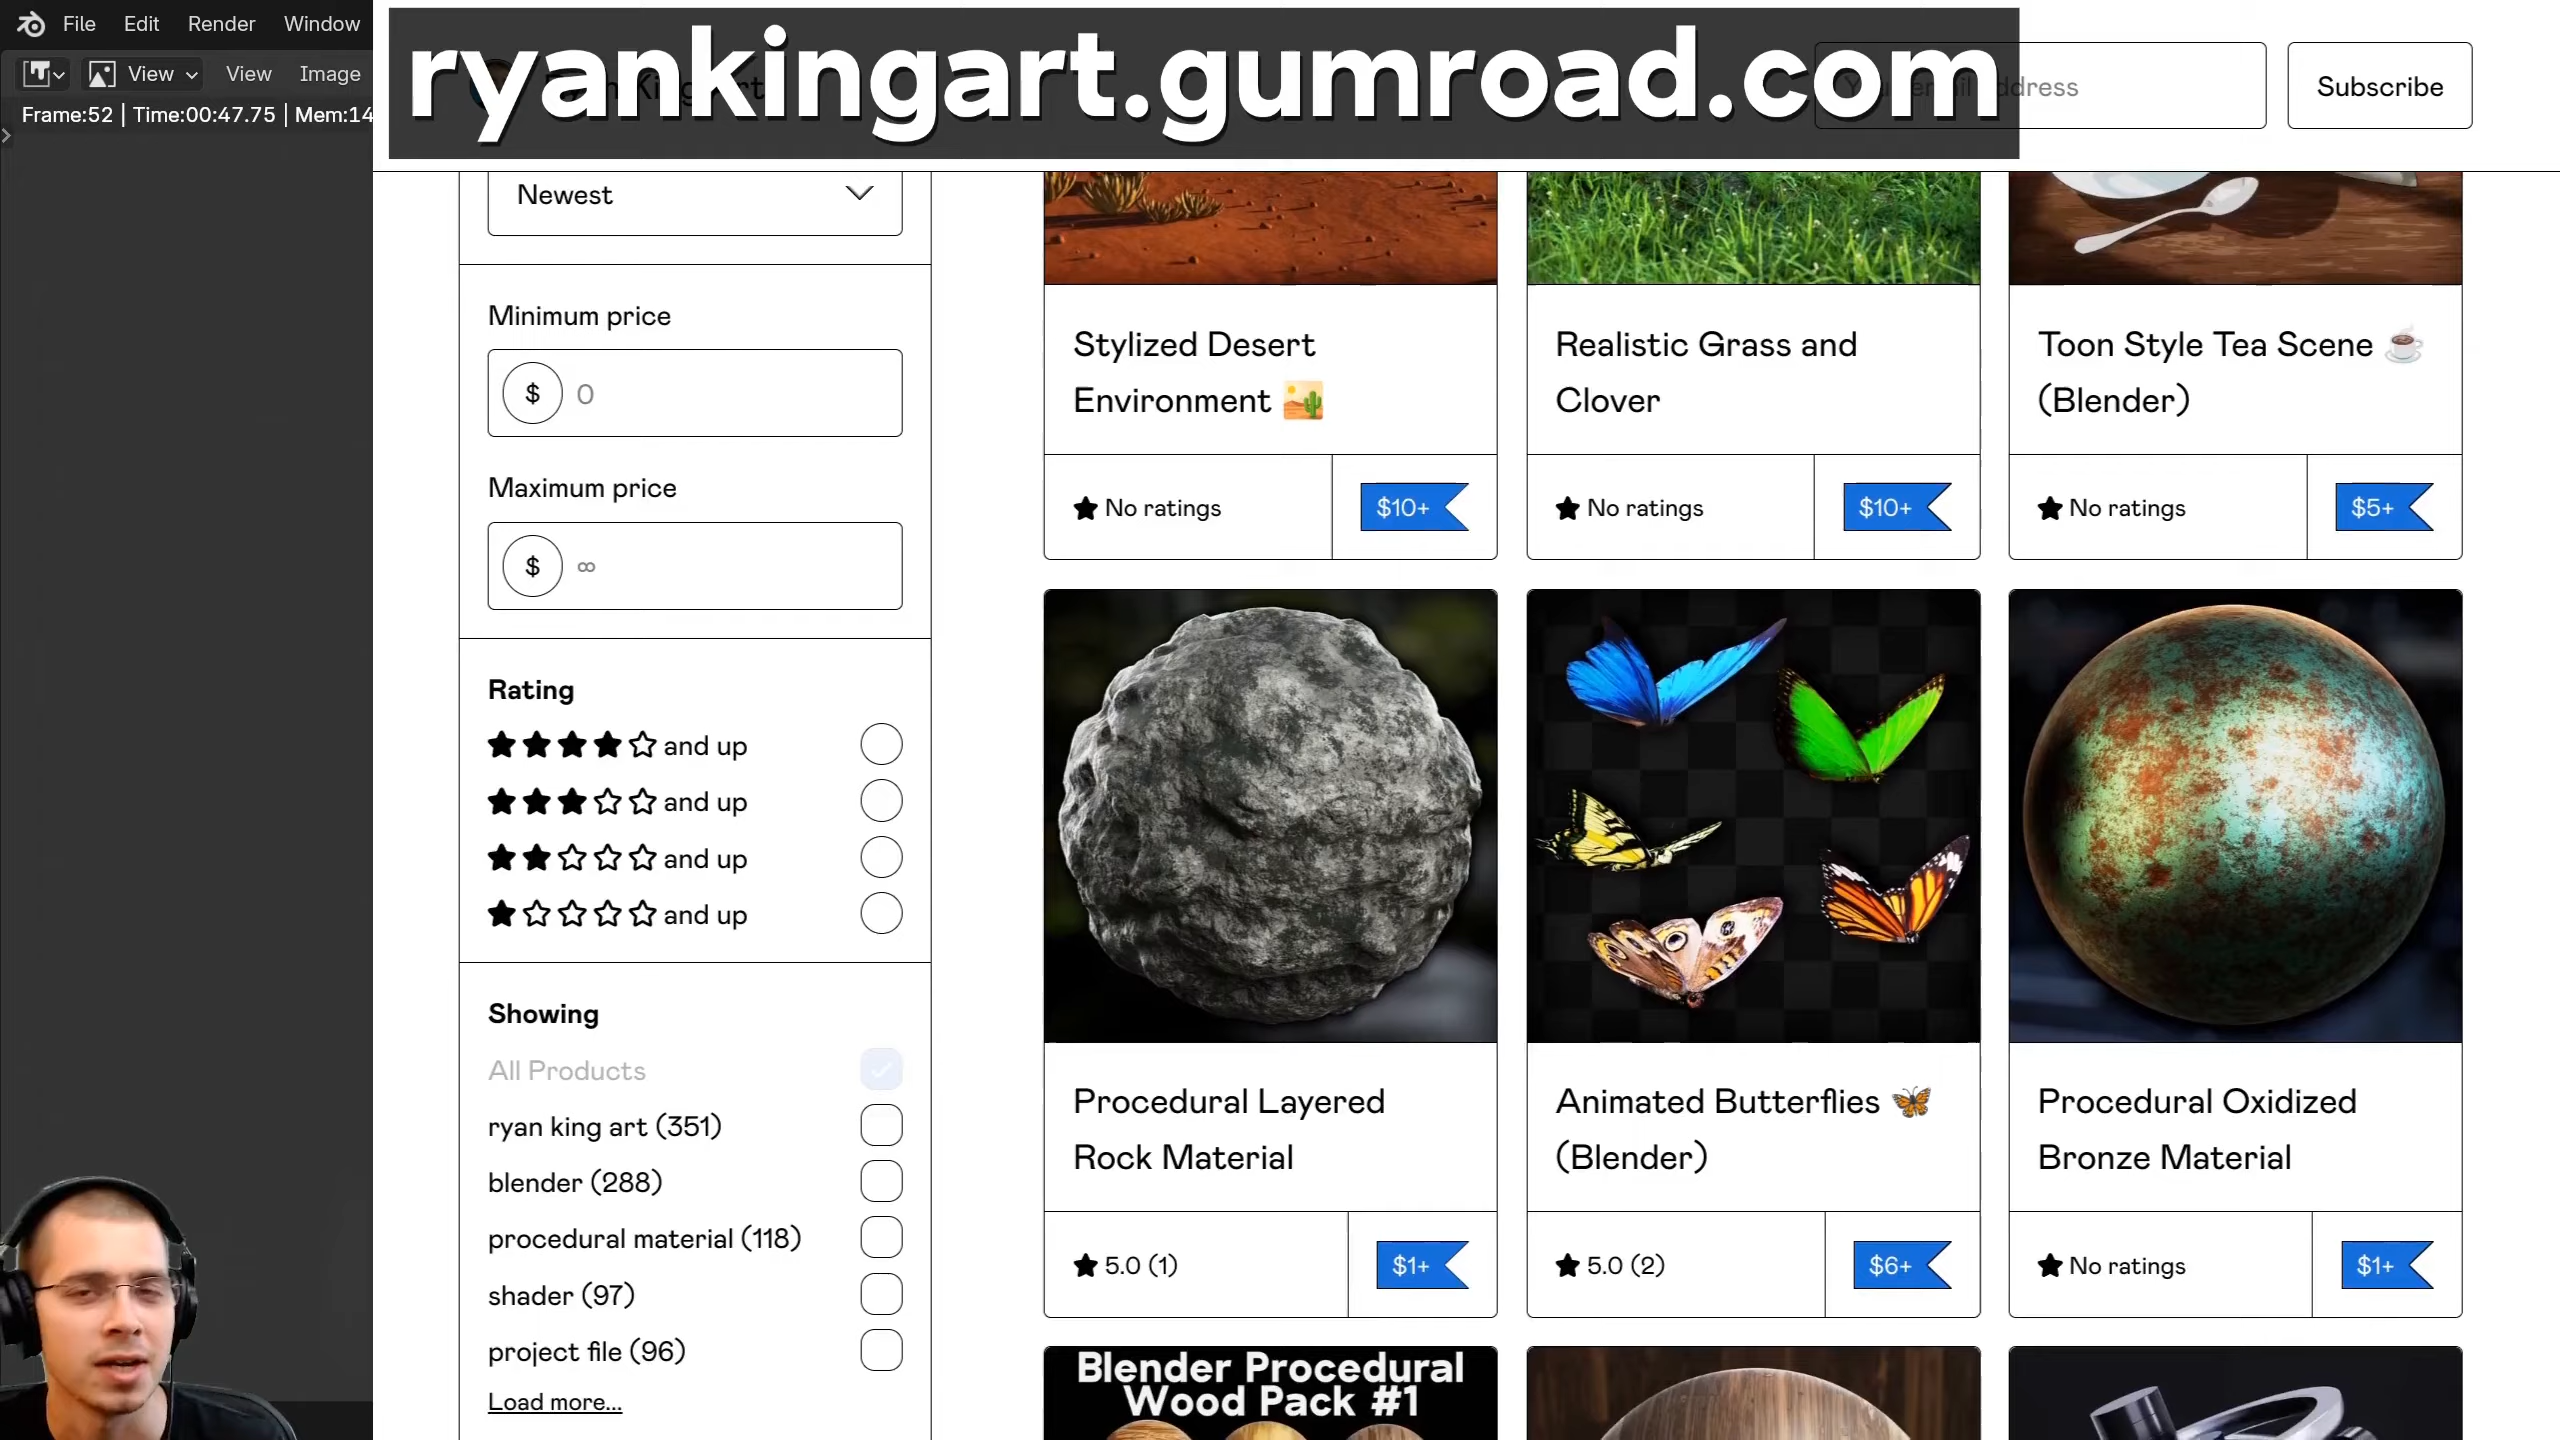 File Edit Render Window
View View Image
Frame:52 | Time:00:47.75 | Mem:14
ryankingart.gumroad.com
Subscribe
Newest
Minimum price
$ 0
Maximum price
$ ∞
Rating
and up
and up
and up
and up
Showing
All Products
ryan king art (351)
blender (288)
procedural material (118)
shader (97)
project file (96)
Load more...
Stylized Desert
Environment
No ratings
$10+
Realistic Grass and
Clover
No ratings
$10+
Toon Style Tea Scene
(Blender)
No ratings
$5+
Procedural Layered
Rock Material
5.0 (1)
$1+
Animated Butterflies
(Blender)
5.0 (2)
$6+
Procedural Oxidized
Bronze Material
No ratings
$1+
Blender Procedural
Wood Pack #1